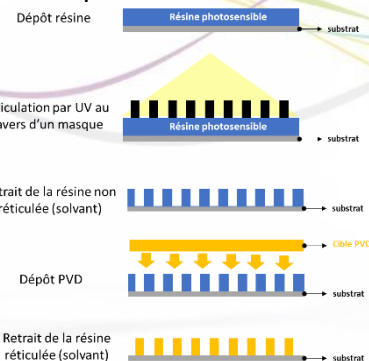 Dépôt résine
Résine photosensible
substrat
iculation par UV au
avers d'un masque
Résine photosensible
substrat
trait de la résine non
réticulée (solvant)
substrat
Cible PVD
Dépôt PVD
substrat
Retrait de la résine
réticulée (solvant)
substrat